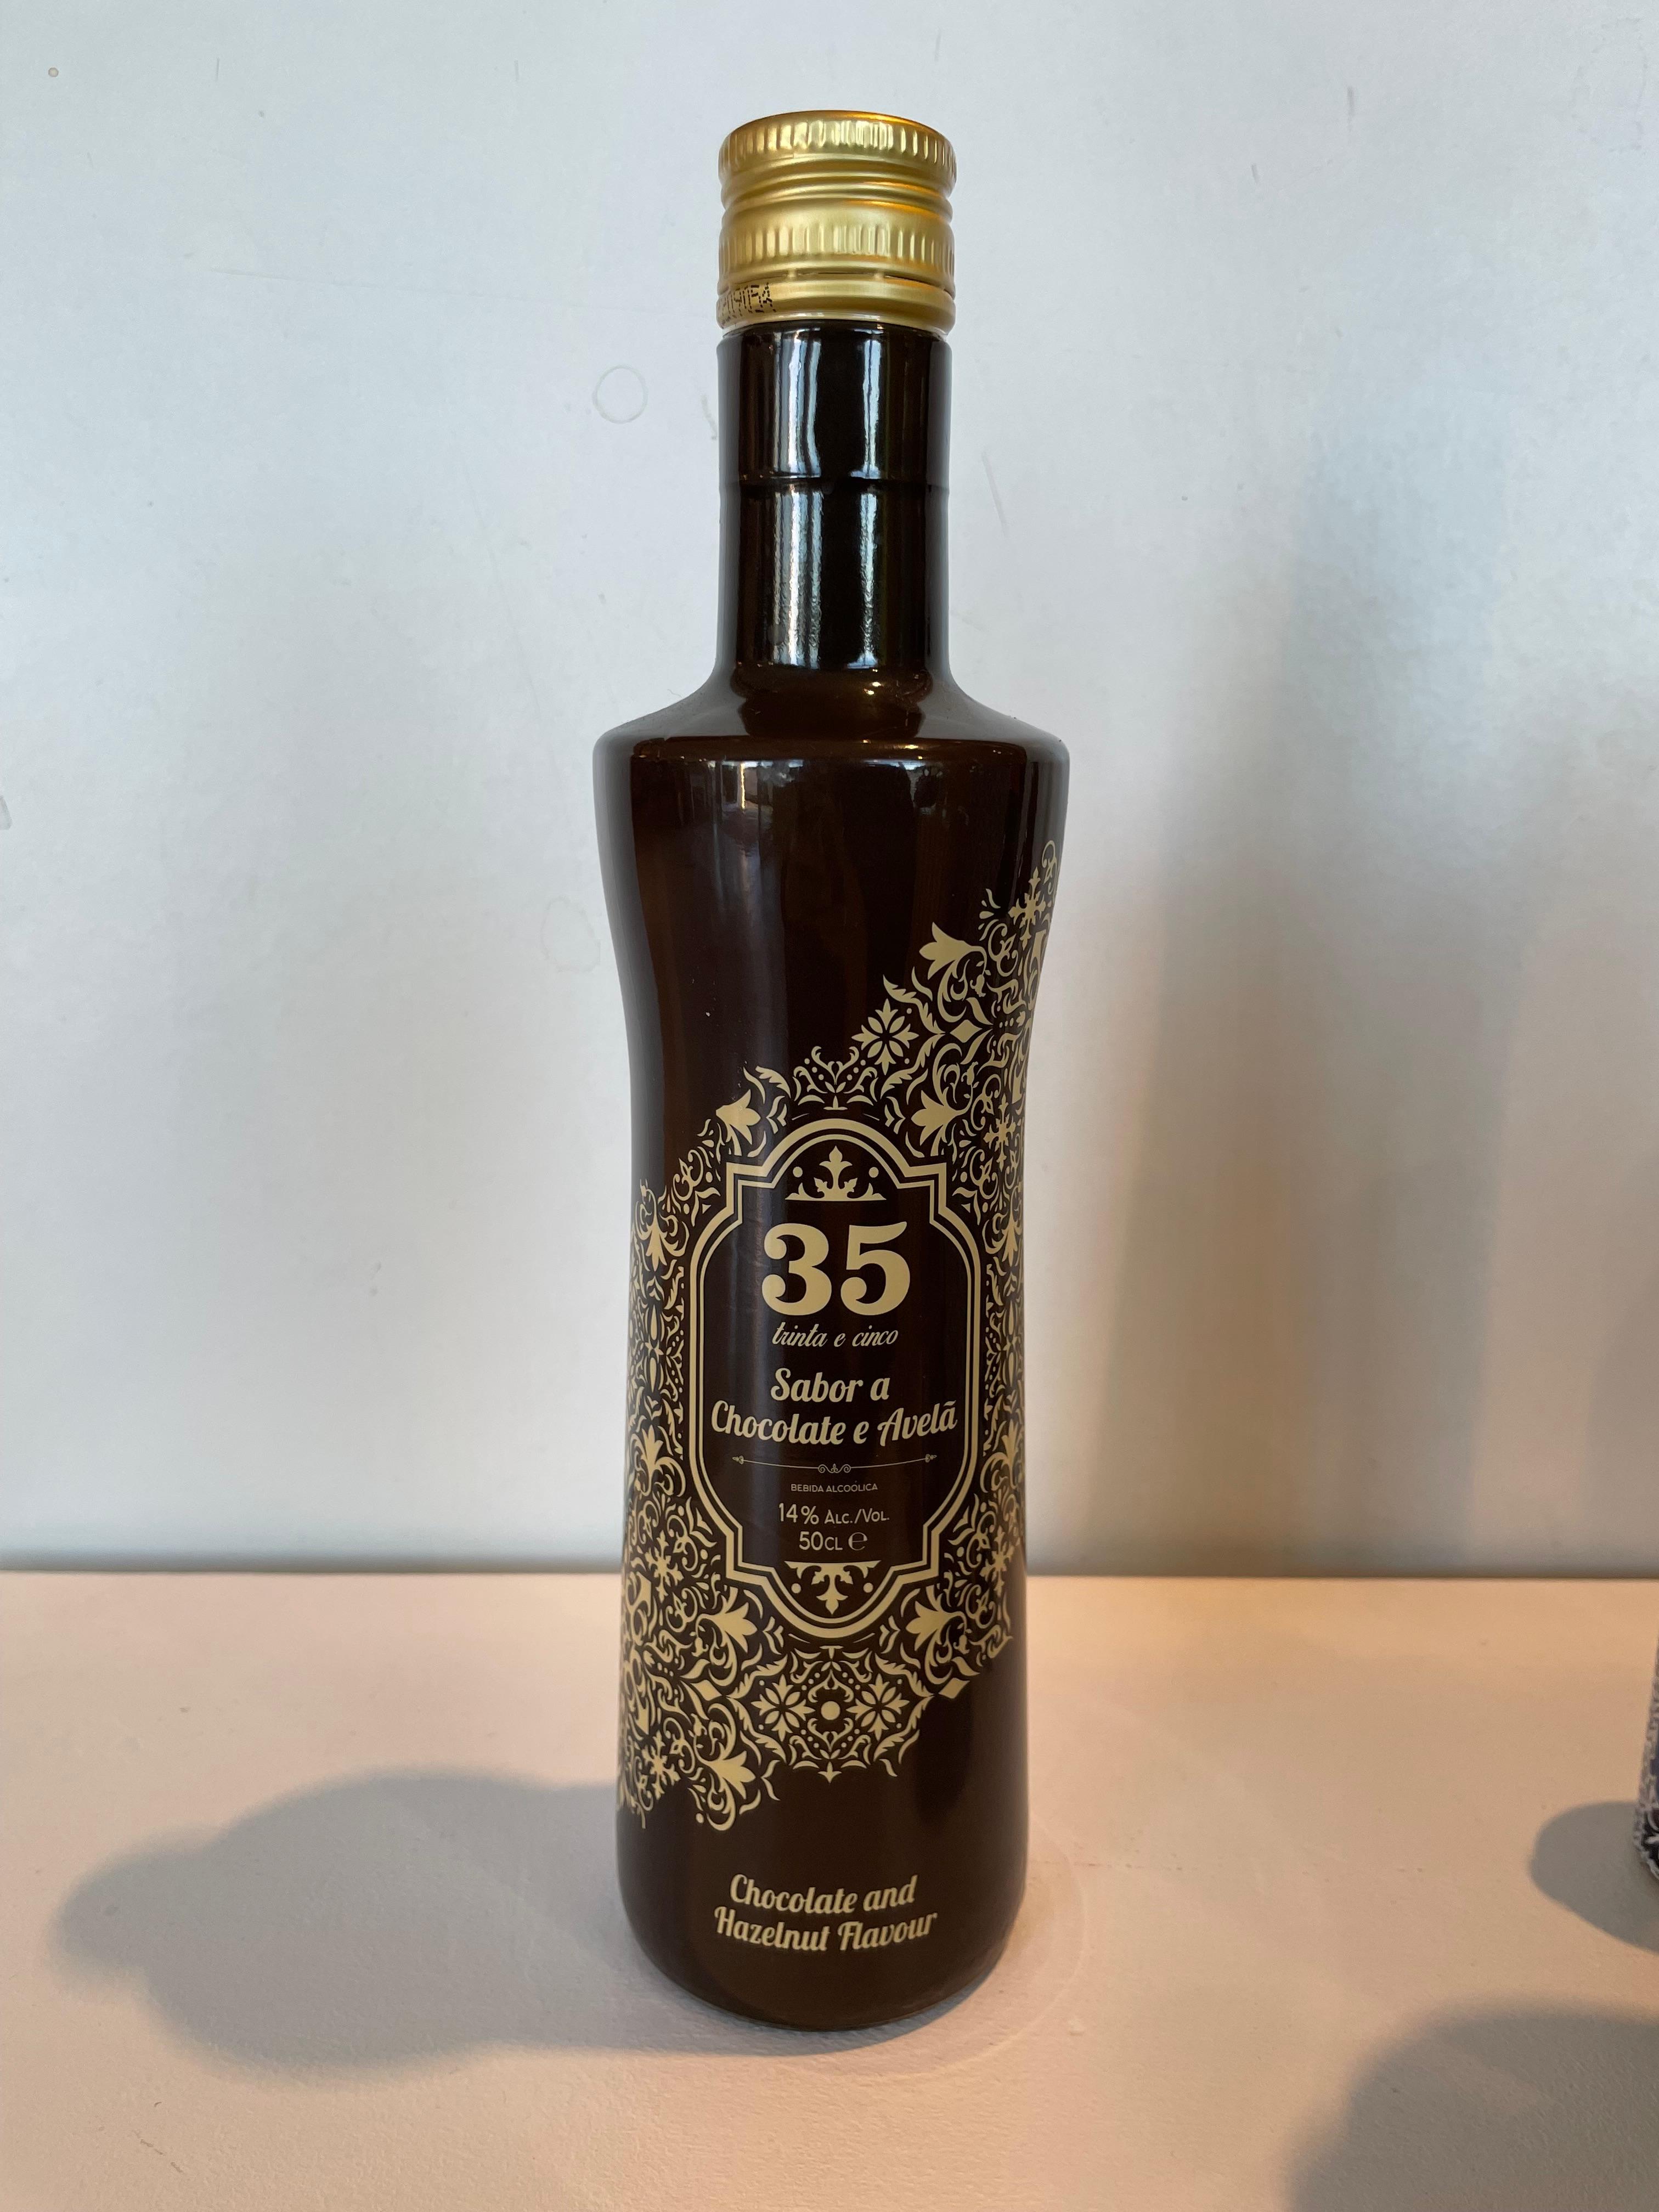 35
trinta e cinco
Sabor a
Chocolate e Avelã
BEBIDA ALCOÓLICA
14% ALC./VOL.
50CL ℮
Chocolate and
Hazelnut Flavour